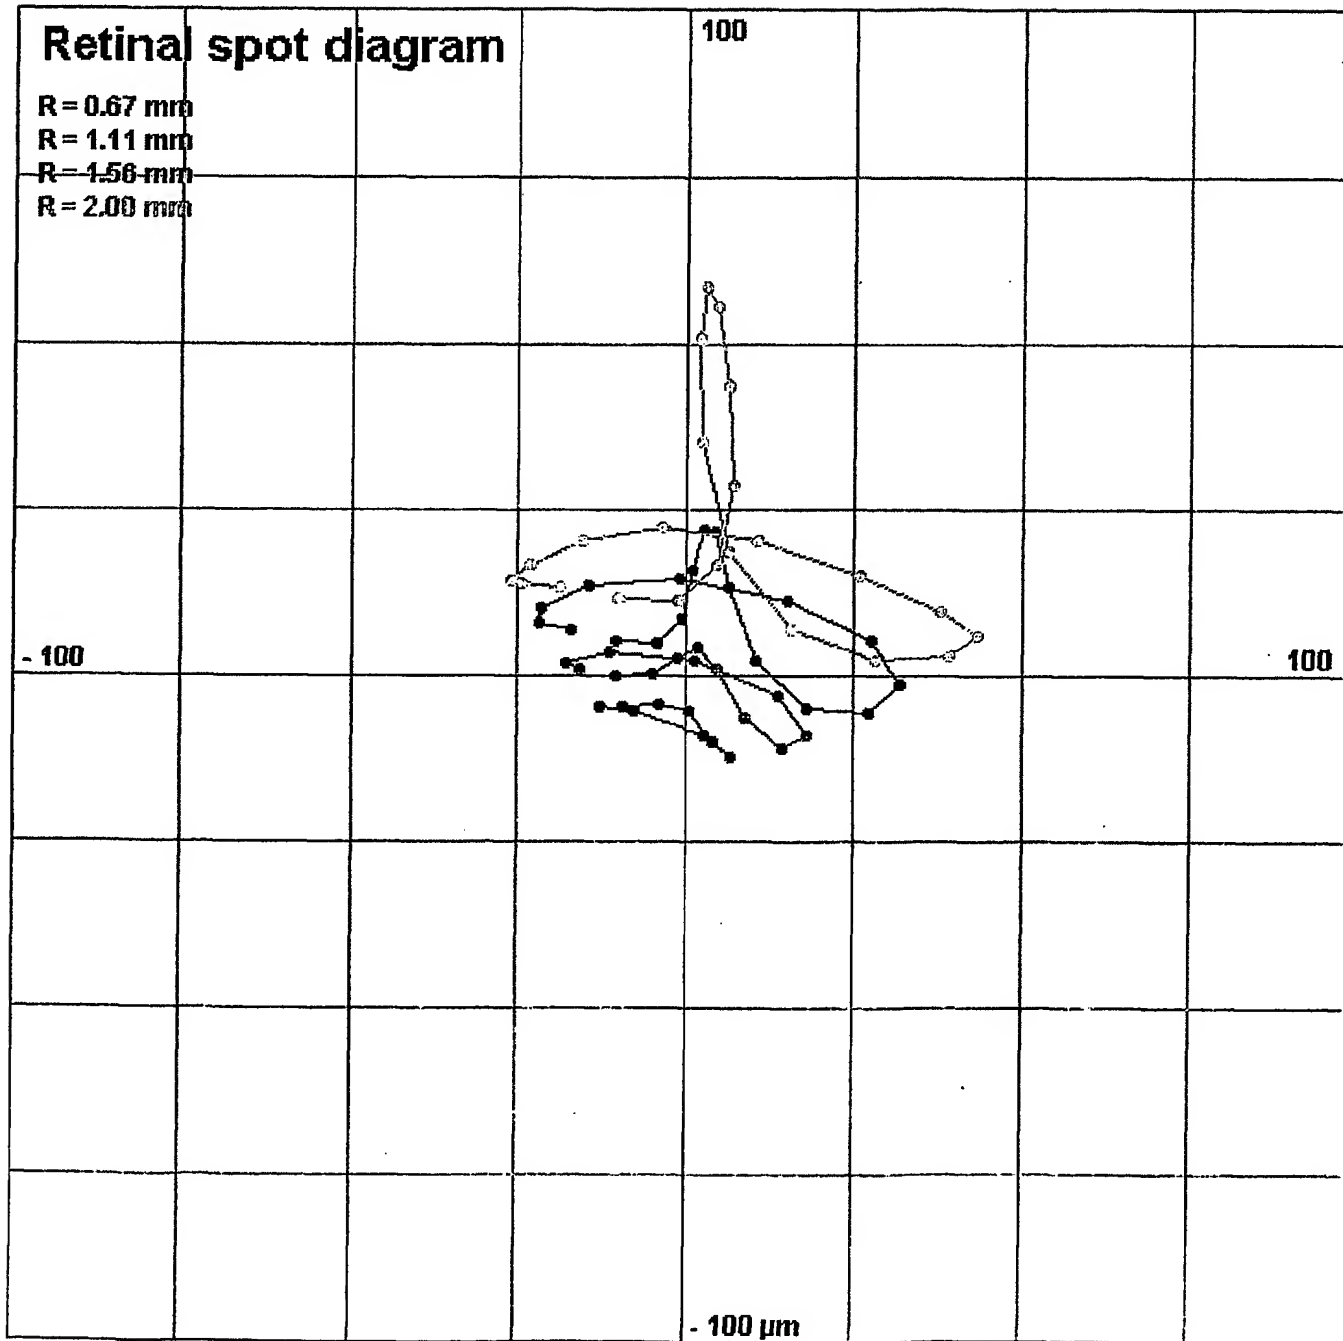 Retinal spot diagram
100
R = 0.67 mm
R = 1.11 mm
R = 1.56 mm
R = 2.00 mm
- 100
100
- 100 µm